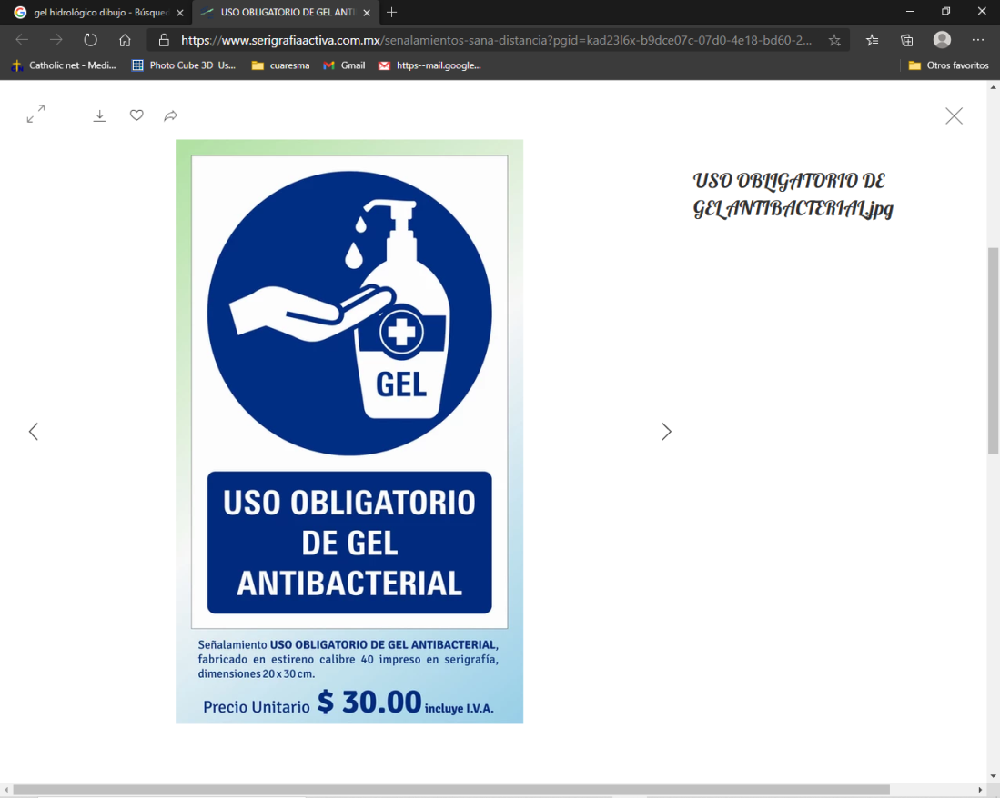 gel hidrológico dibujo - Búsqued
USO OBLIGATORIO DE GEL ANTI
https://www.serigrafiaactiva.com.mx/senalamientos-sana-distancia?pgid=kad23l6x-b9dce07c-07d0-4e18-bd60-2...
Catholic net - Medi...
Photo Cube 3D Us...
cuaresma
Gmail
https--mail.google...
Otros favoritos
USO OBLIGATORIO DE
GEL ANTIBACTERIAL.jpg
GEL
USO OBLIGATORIO
DE GEL
ANTIBACTERIAL
Señalamiento USO OBLIGATORIO DE GEL ANTIBACTERIAL,
fabricado en estireno calibre 40 impreso en serigrafía,
dimensiones 20 x 30 cm.
Precio Unitario $ 30.00 incluye I.V.A.